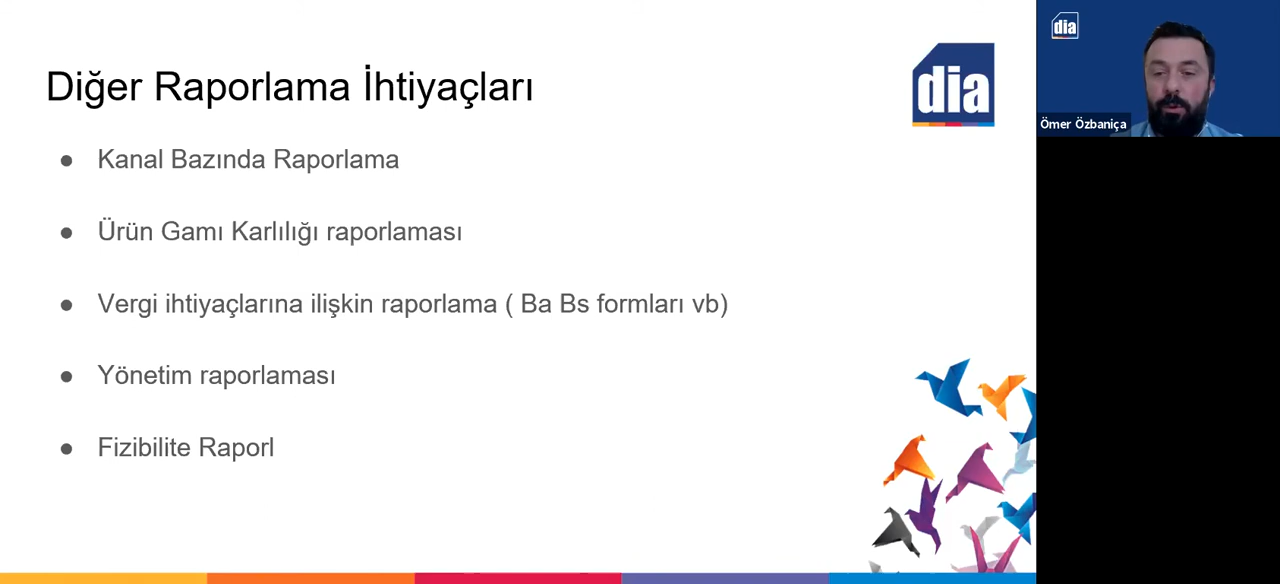 Diğer Raporlama İhtiyaçları
dia
● Kanal Bazında Raporlama
● Ürün Gamı Karlılığı raporlaması
● Vergi ihtiyaçlarına ilişkin raporlama ( Ba Bs formları vb)
● Yönetim raporlaması
● Fizibilite Raporl
dia
Ömer Özbaniça